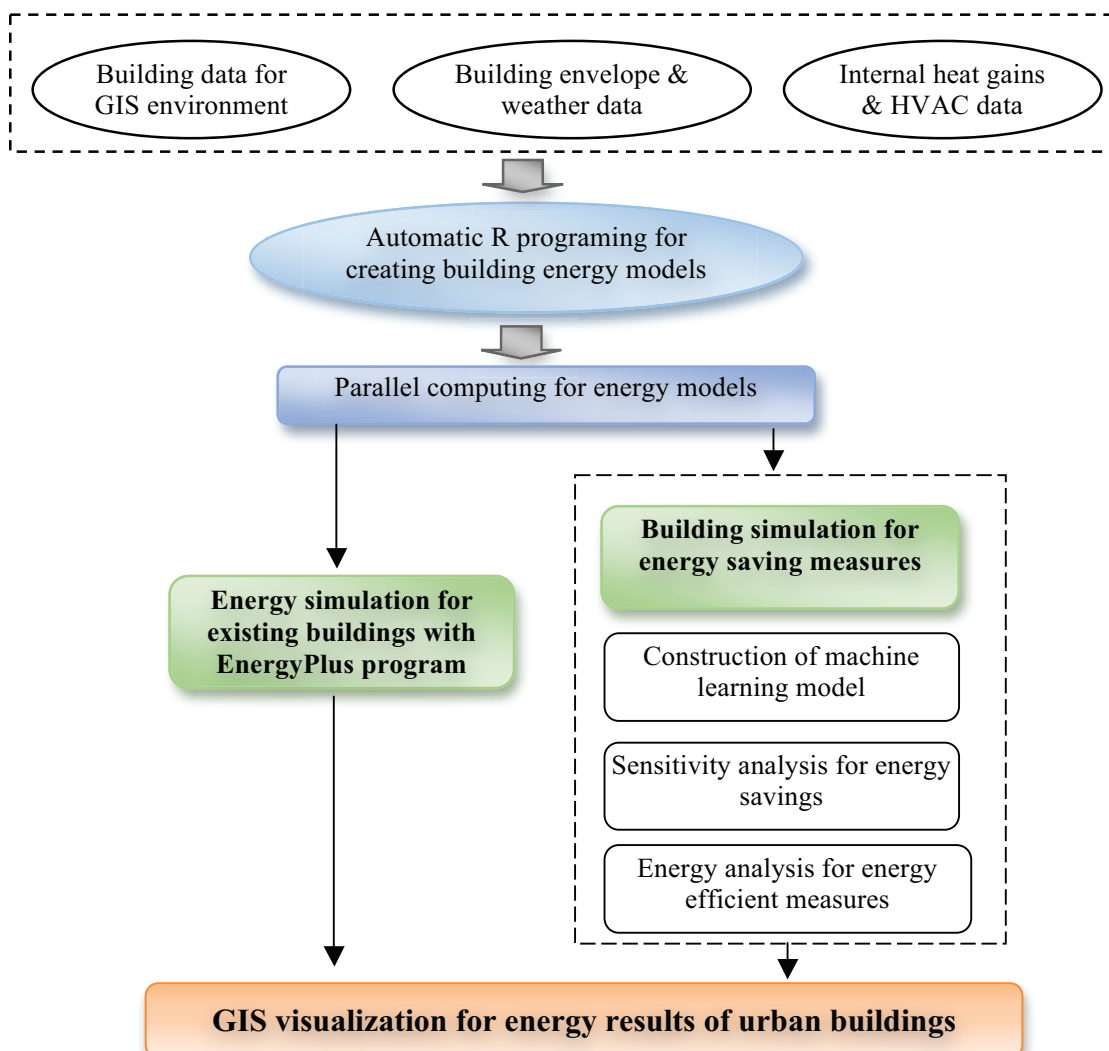 Building data for
GIS environment
Building envelope &
weather data
Internal heat gains
& HVAC data
Automatic R programing for
creating building energy models
Parallel computing for energy models
Building simulation for
energy saving measures
Energy simulation for
existing buildings with
EnergyPlus program
Construction of machine
learning model
Sensitivity analysis for energy
savings
Energy analysis for energy
efficient measures
GIS visualization for energy results of urban buildings